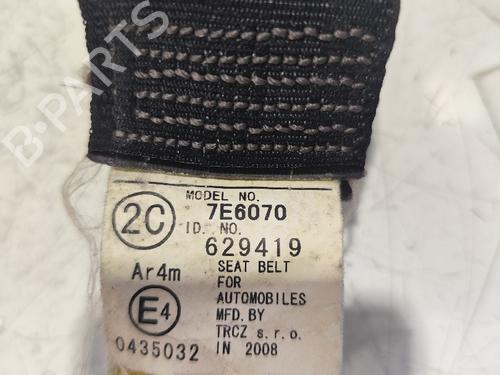 B-PARTS
MODEL NO.
2C 7E6070
ID. NO.
629419
Ar4m SEAT BELT
FOR
E4 AUTOMOBILES
MFD. BY
TRCZ s.r.o.
0435032 IN 2008